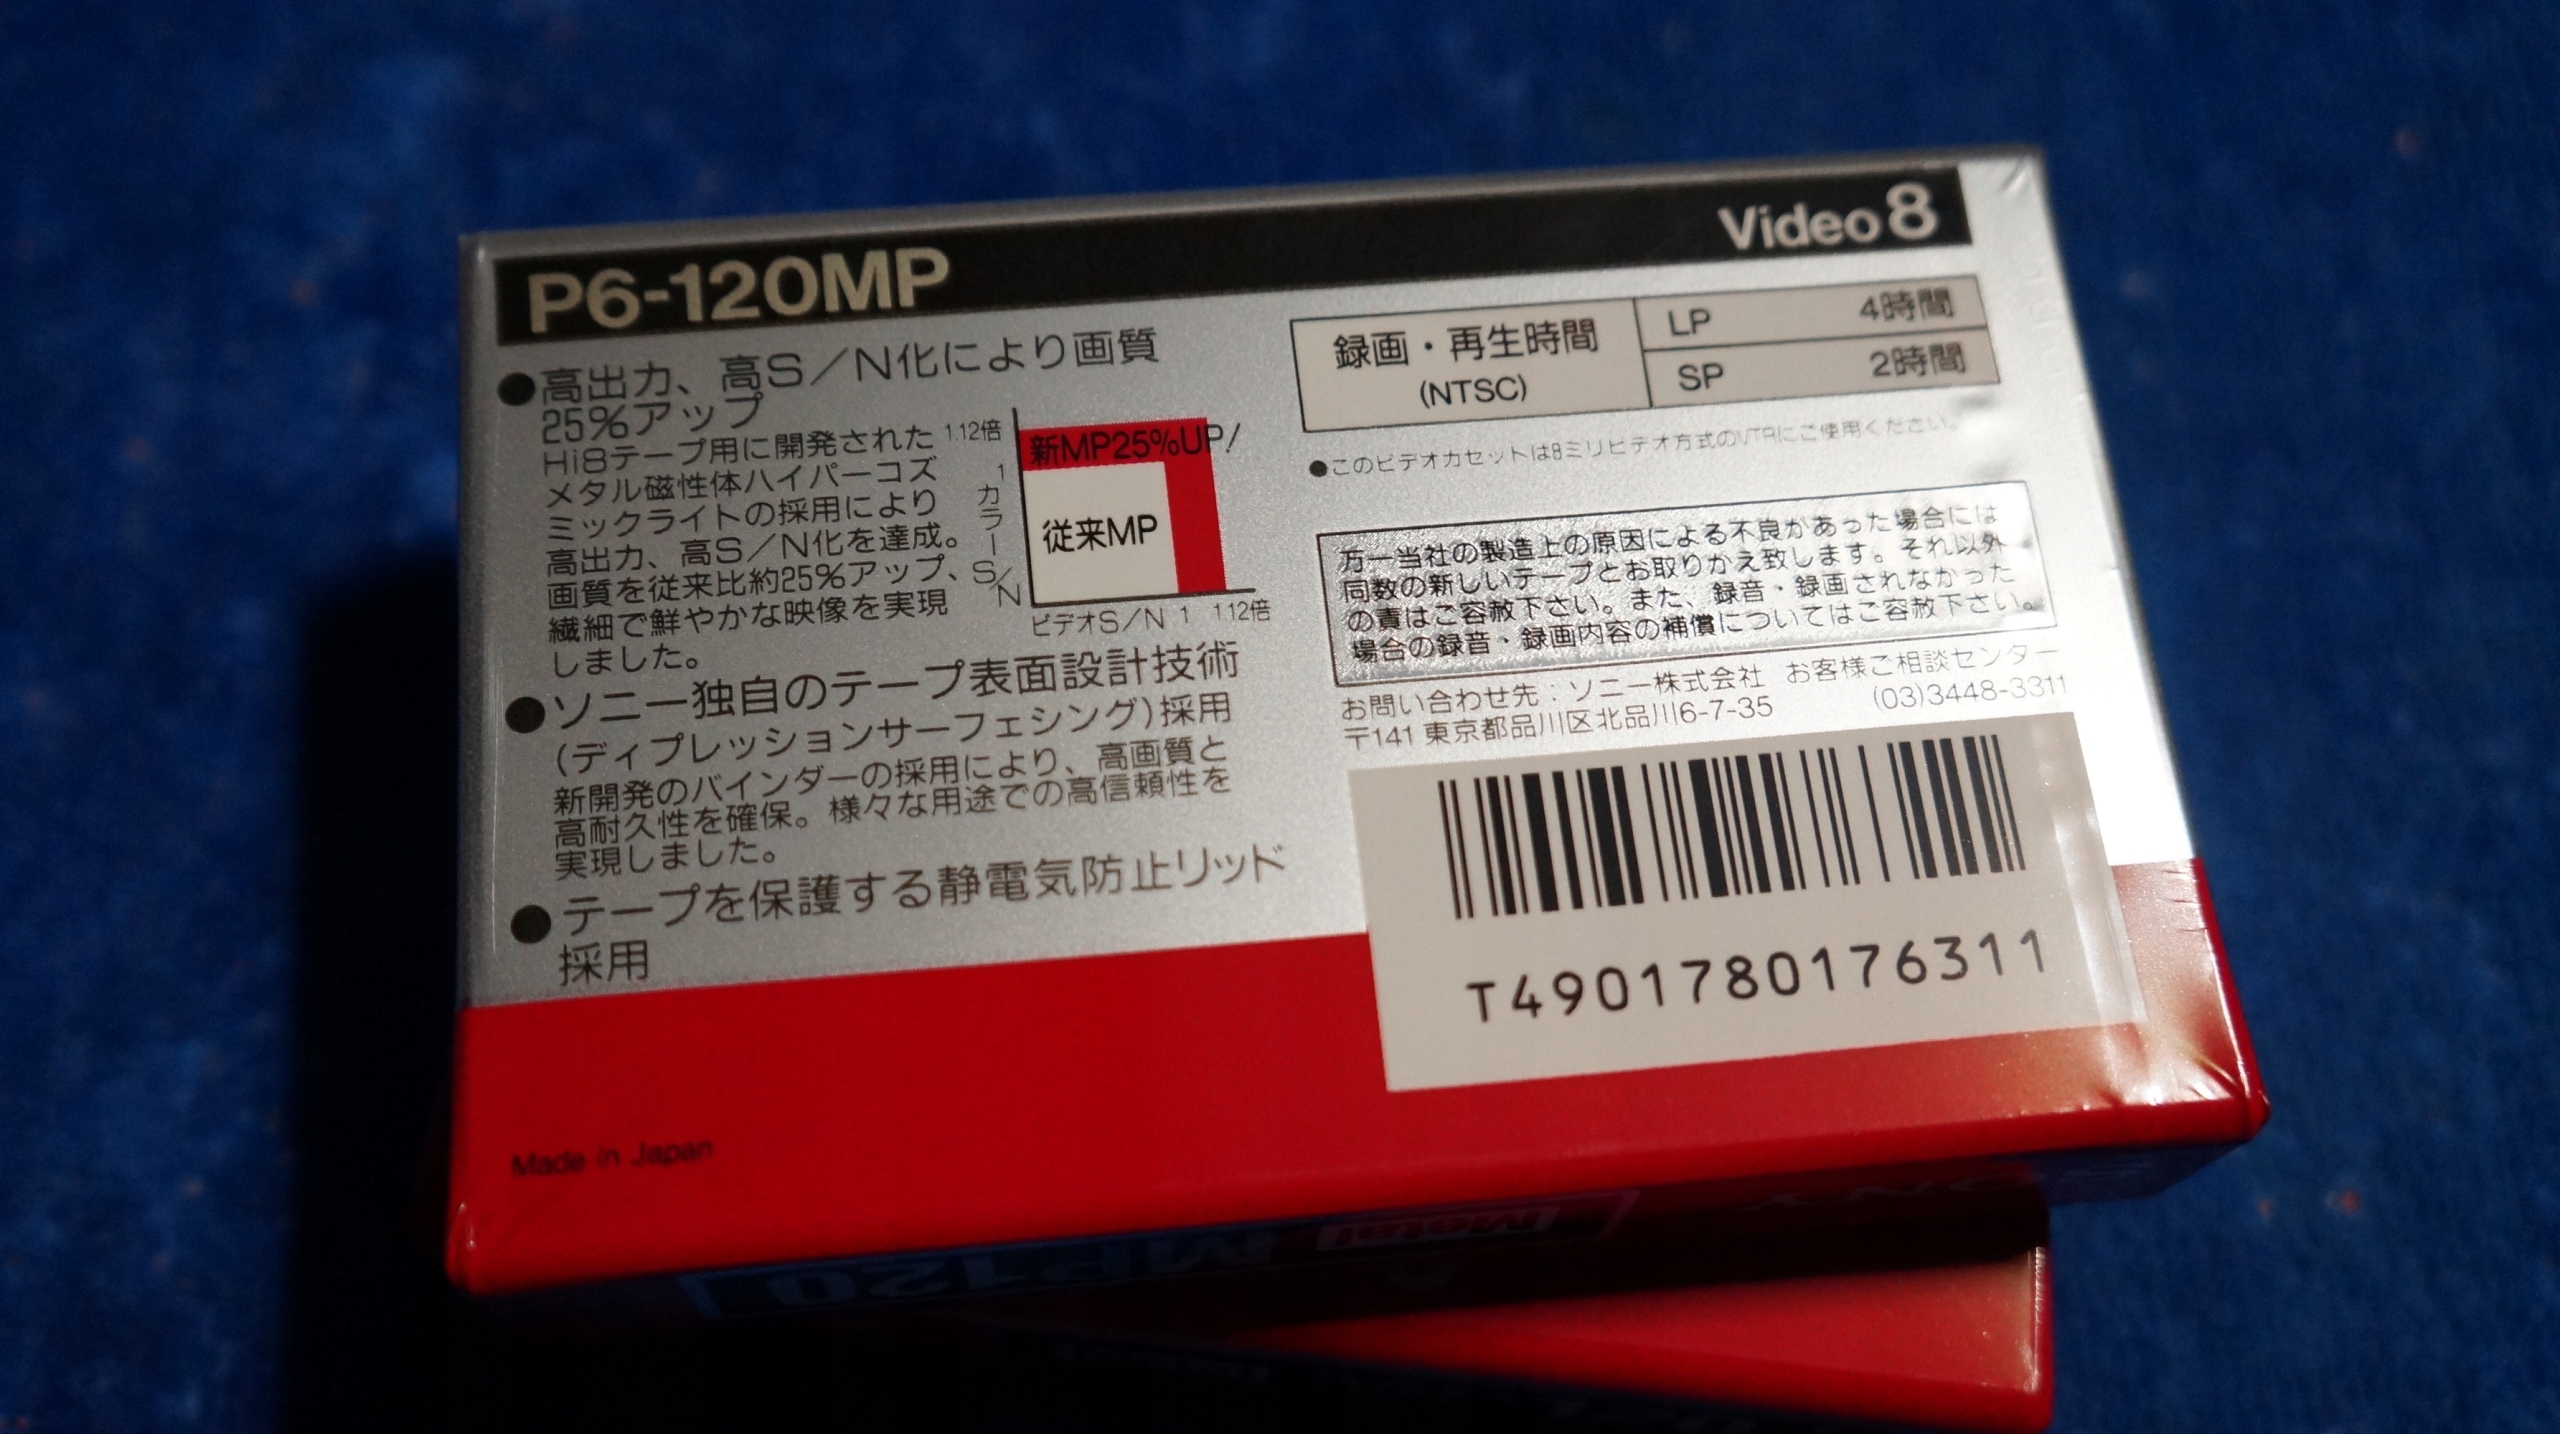 P6-120MP
Video8
●高出力、高S/N化により画質
25%アップ
Hi8テープ用に開発された
メタル磁性体ハイパーコズ
ミックライトの採用により
高出力、高S/N化を達成。
画質を従来比約25%アップ、
繊細で鮮やかな映像を実現
しました。
1.12倍
新MP25%UP!
1
カラーS/N
従来MP
ビデオS/N 1 1.12倍
●ソニー独自のテープ表面設計技術
(ディプレッションサーフェシング)採用
新開発のバインダーの採用により、高画質と
高耐久性を確保。様々な用途での高信頼性を
実現しました。
●テープを保護する静電気防止リッド
採用
録画・再生時間
(NTSC)
LP 4時間
SP 2時間
●このビデオカセットは8ミリビデオ方式のVTRにご使用ください。
万一当社の製造上の原因による不良があった場合には
同数の新しいテープとお取りかえ致します。それ以外
の責はご容赦下さい。また、録音・録画されなかった
場合の録音・録画内容の補償についてはご容赦下さい。
お問い合わせ先：ソニー株式会社 お客様ご相談センター
〒141 東京都品川区北品川6-7-35 (03)3448-3311
T4901780176311
Made in Japan
Metal MP120